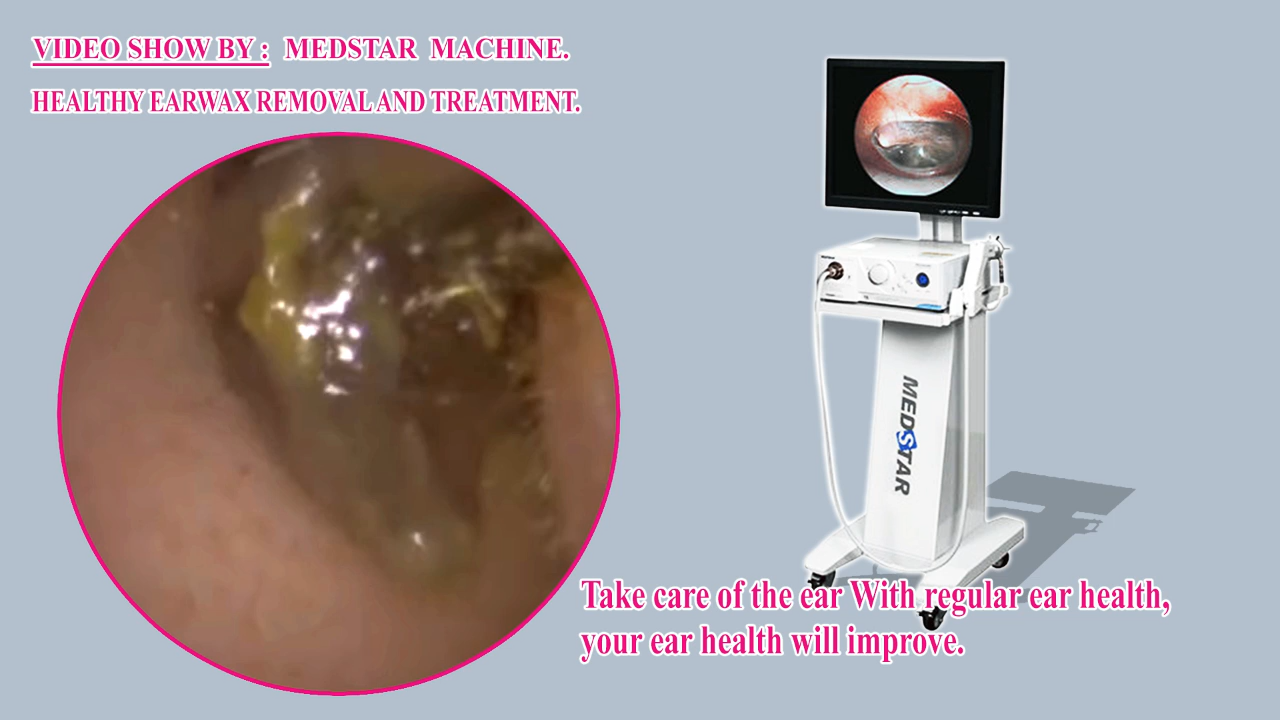 VIDEO SHOW BY : MEDSTAR MACHINE.
HEALTHY EARWAX REMOVAL AND TREATMENT.
MEDSTAR
Take care of the ear With regular ear health,
your ear health will improve.